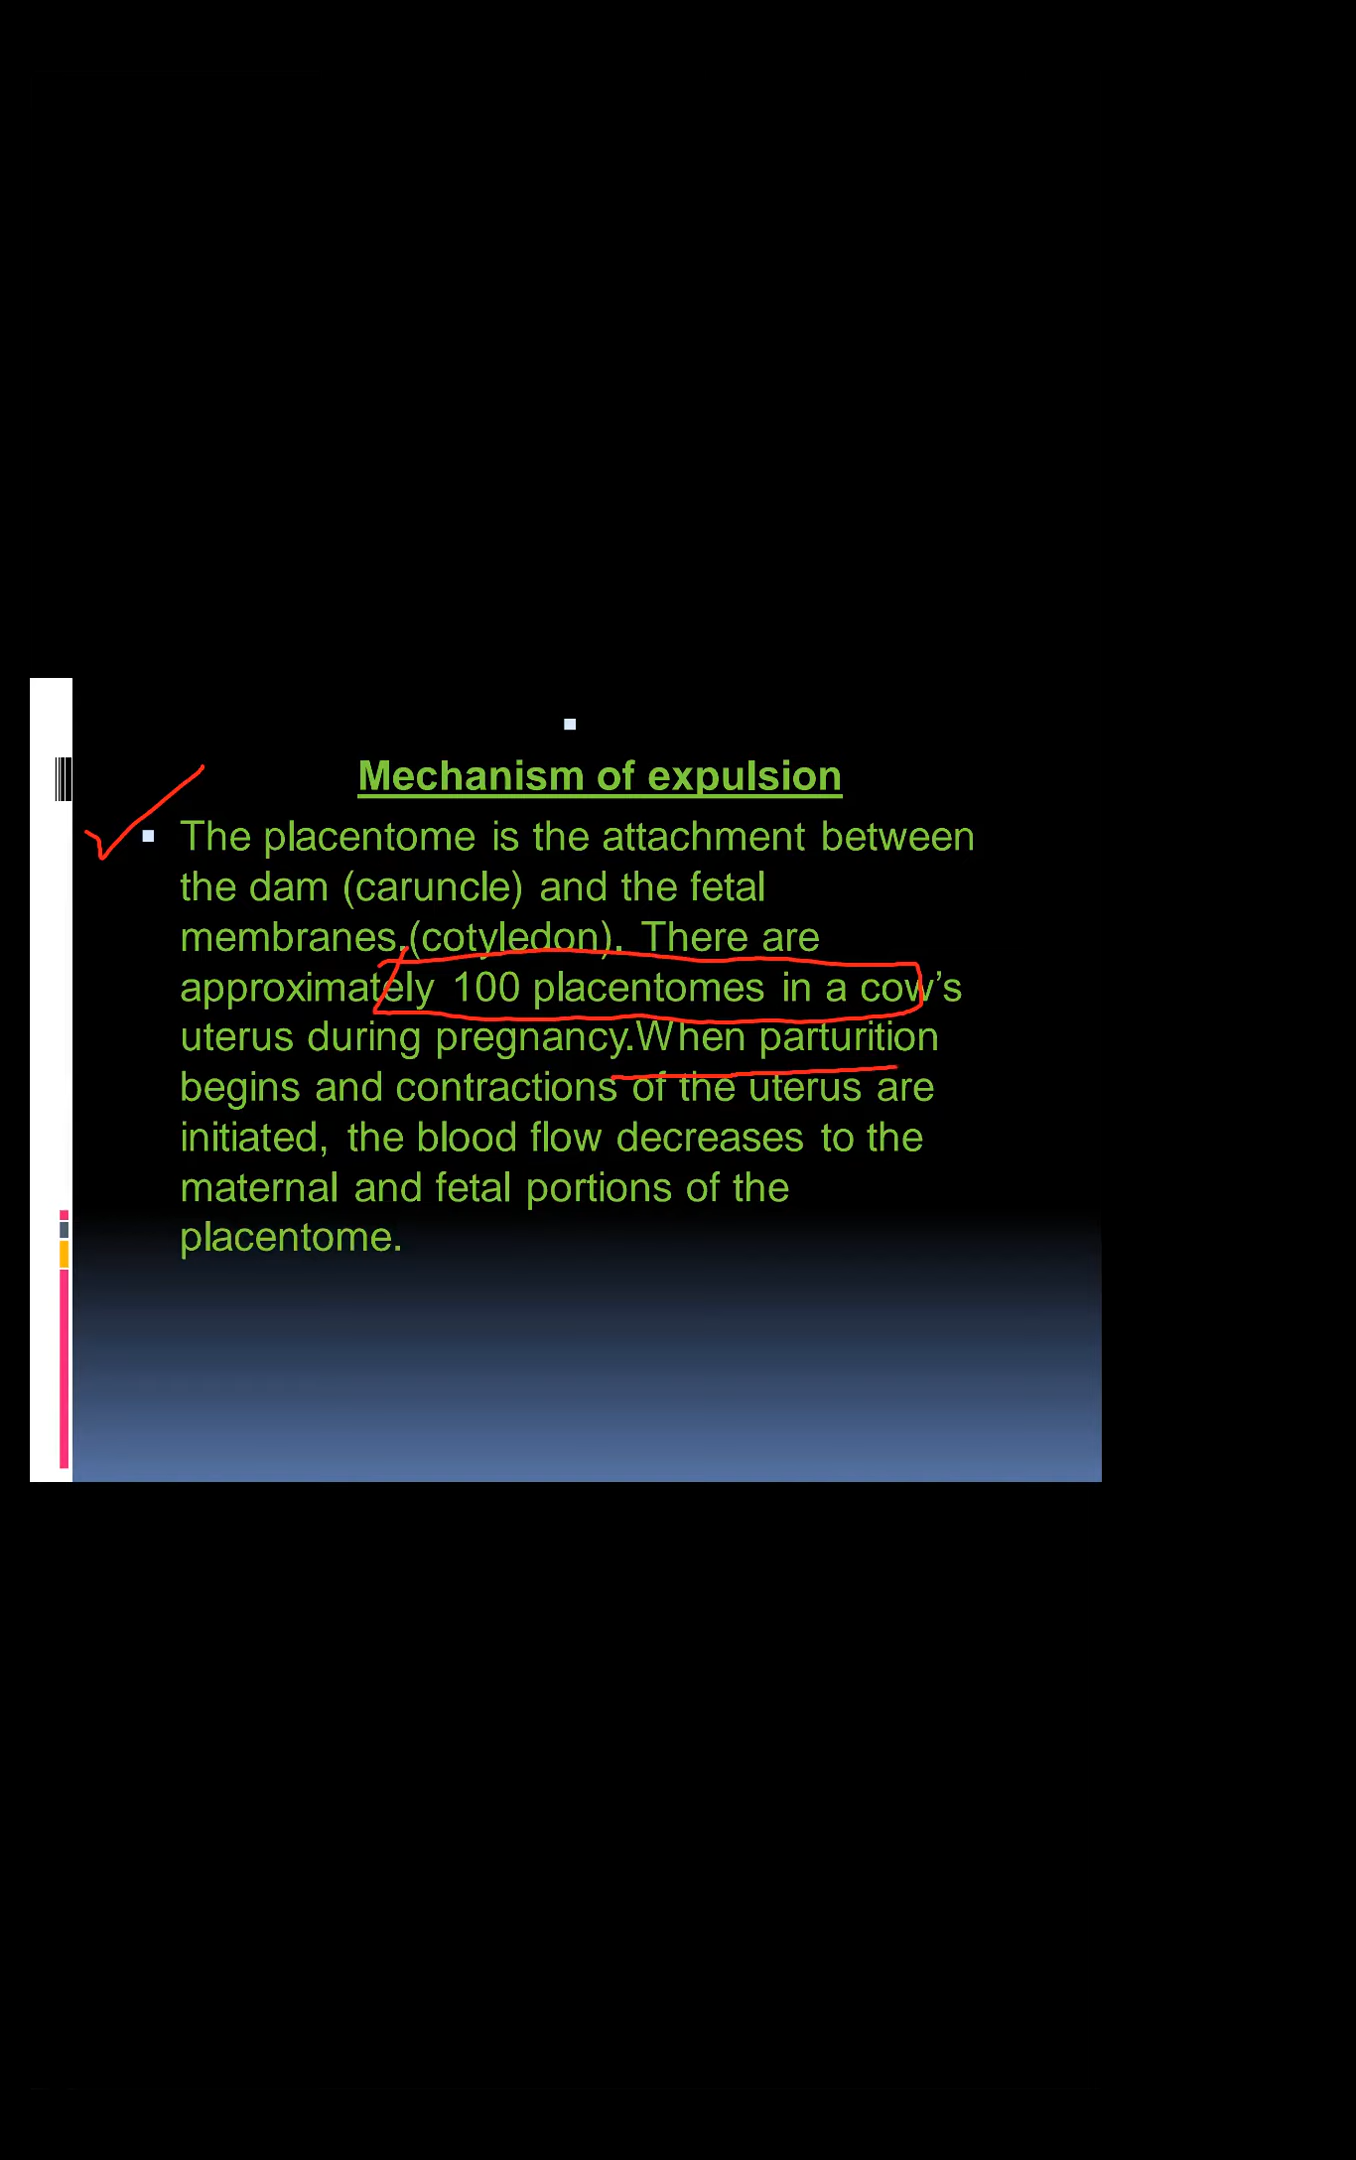 Mechanism of expulsion
The placentome is the attachment between
the dam (caruncle) and the fetal
membranes.(cotyledon). There are
approximately 100 placentomes in a cow’s
uterus during pregnancy.When parturition
begins and contractions of the uterus are
initiated, the blood flow decreases to the
maternal and fetal portions of the
placentome.